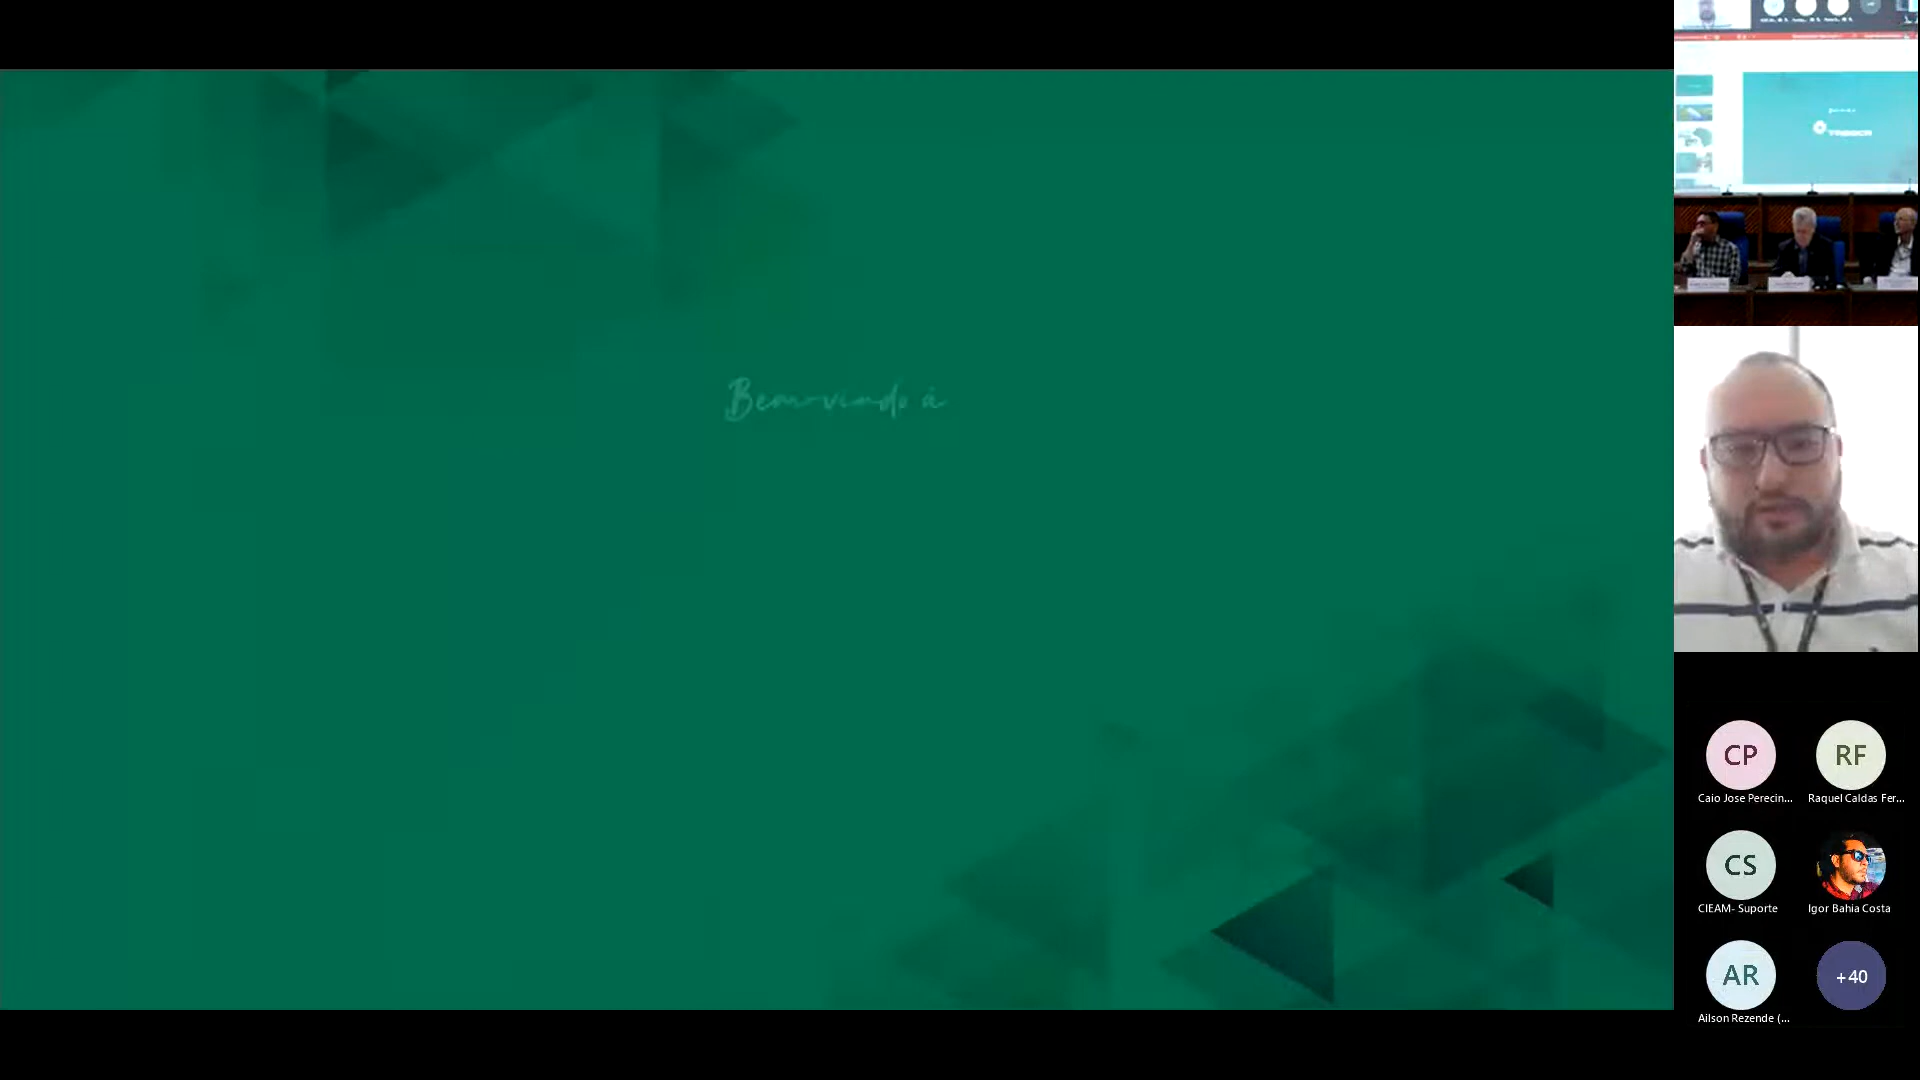 Bem-vindo à
TABOCA
CP
RF
Caio Jose Perecin...
Raquel Caldas Fer...
CS
CIEAM- Suporte
Igor Bahia Costa
AR
+40
Ailson Rezende (...